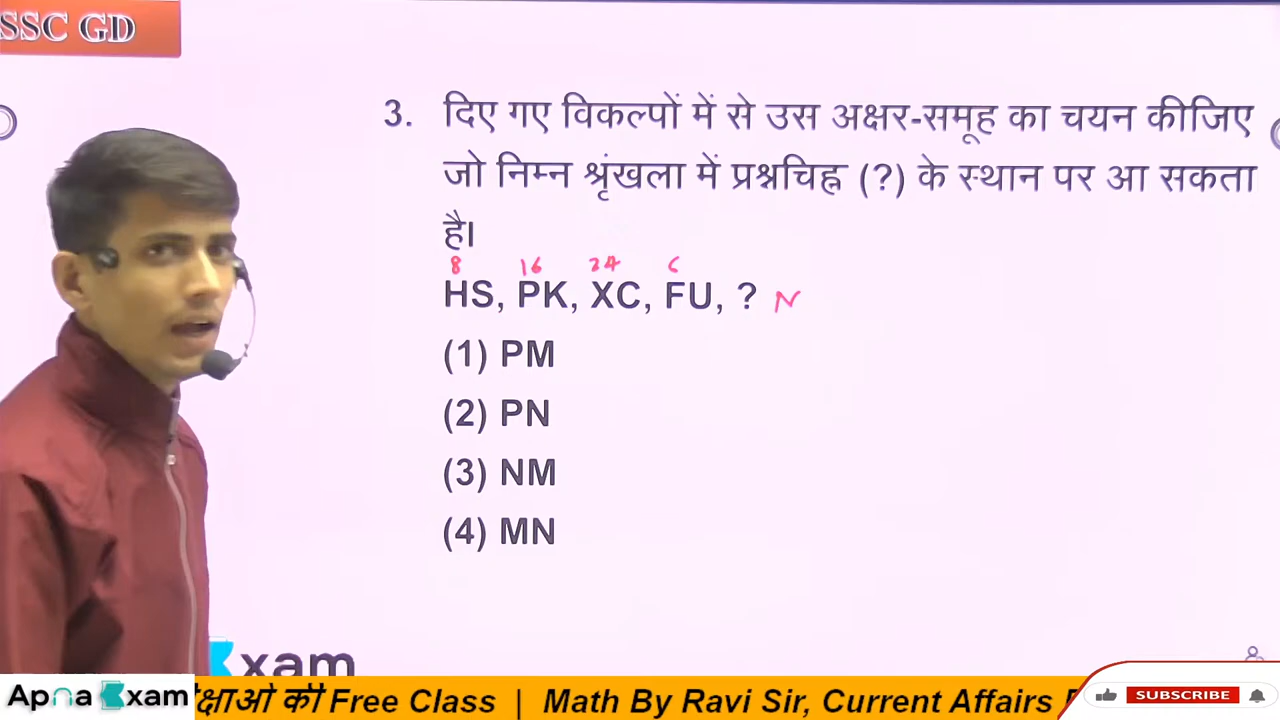 SSC GD
3. दिए गए विकल्पों में से उस अक्षर-समूह का चयन कीजिए
जो निम्न श्रृंखला में प्रश्नचिह्न (?) के स्थान पर आ सकता
है।
8 16 24 6
HS, PK, XC, FU, ? N
(1) PM
(2) PN
(3) NM
(4) MN
xam
Apna Exam
क्षाओं की Free Class | Math By Ravi Sir, Current Affairs
SUBSCRIBE